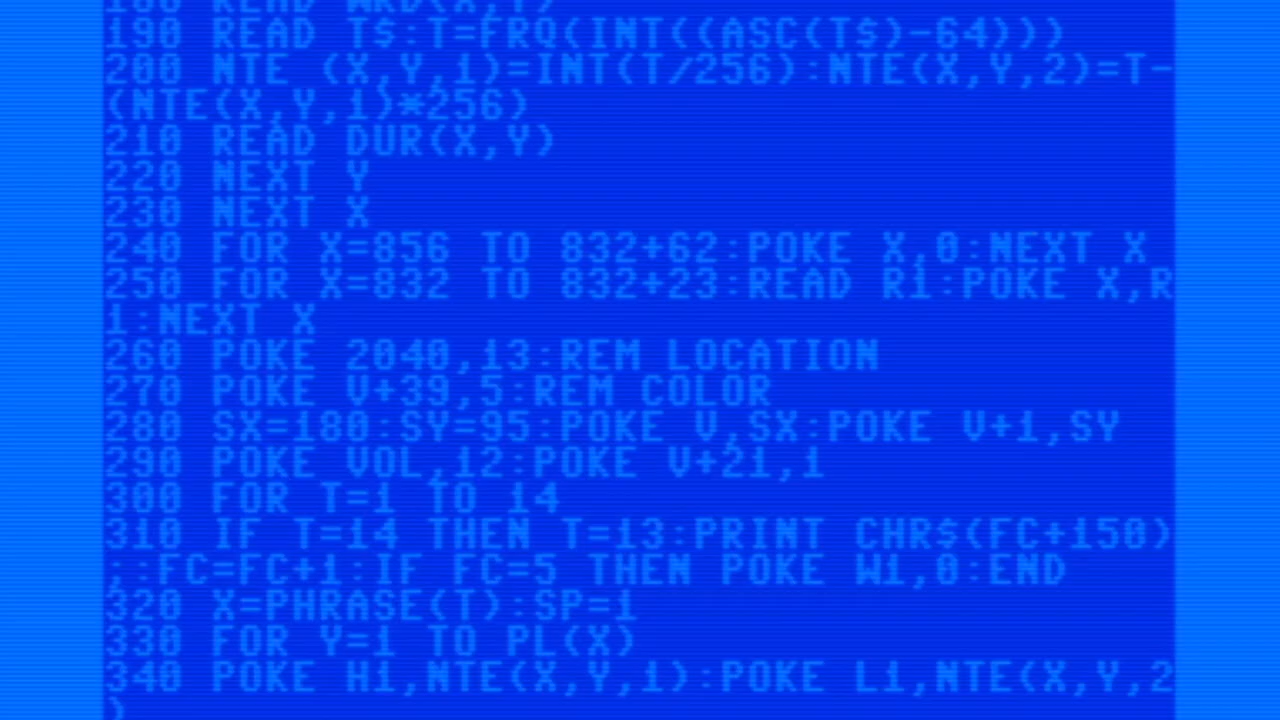 180 READ WRD(X,Y)
190 READ T$:T=FRQ(INT((ASC(T$)-64)))
200 NTE (X,Y,1)=INT(T/256):NTE(X,Y,2)=T-
(NTE(X,Y,1)*256)
210 READ DUR(X,Y)
220 NEXT Y
230 NEXT X
240 FOR X=856 TO 832+62:POKE X,0:NEXT X
250 FOR X=832 TO 832+23:READ R1:POKE X,R
1:NEXT X
260 POKE 2040,13:REM LOCATION
270 POKE V+39,5:REM COLOR
280 SX=180:SY=95:POKE V,SX:POKE V+1,SY
290 POKE VOL,12:POKE V+21,1
300 FOR T=1 TO 14
310 IF T=14 THEN T=13:PRINT CHR$(FC+150)
;:FC=FC+1:IF FC=5 THEN POKE W1,0:END
320 X=PHRASE(T):SP=1
330 FOR Y=1 TO PL(X)
340 POKE H1,NTE(X,Y,1):POKE L1,NTE(X,Y,2
)